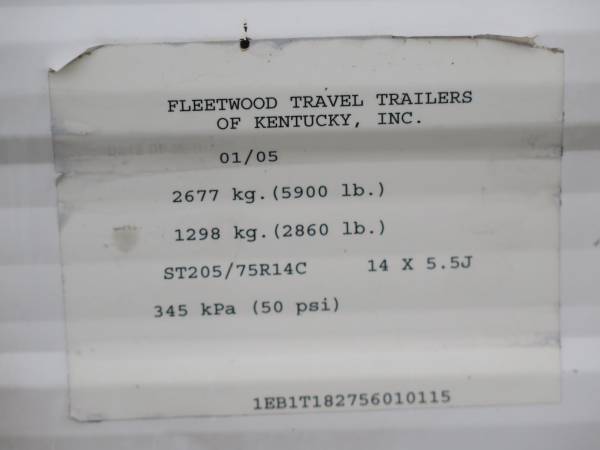 FLEETWOOD TRAVEL TRAILERS
OF KENTUCKY, INC.
01/05
2677 kg.(5900 lb.)
1298 kg.(2860 lb.)
ST205/75R14C 14 X 5.5J
345 kPa (50 psi)
1EB1T182756010115